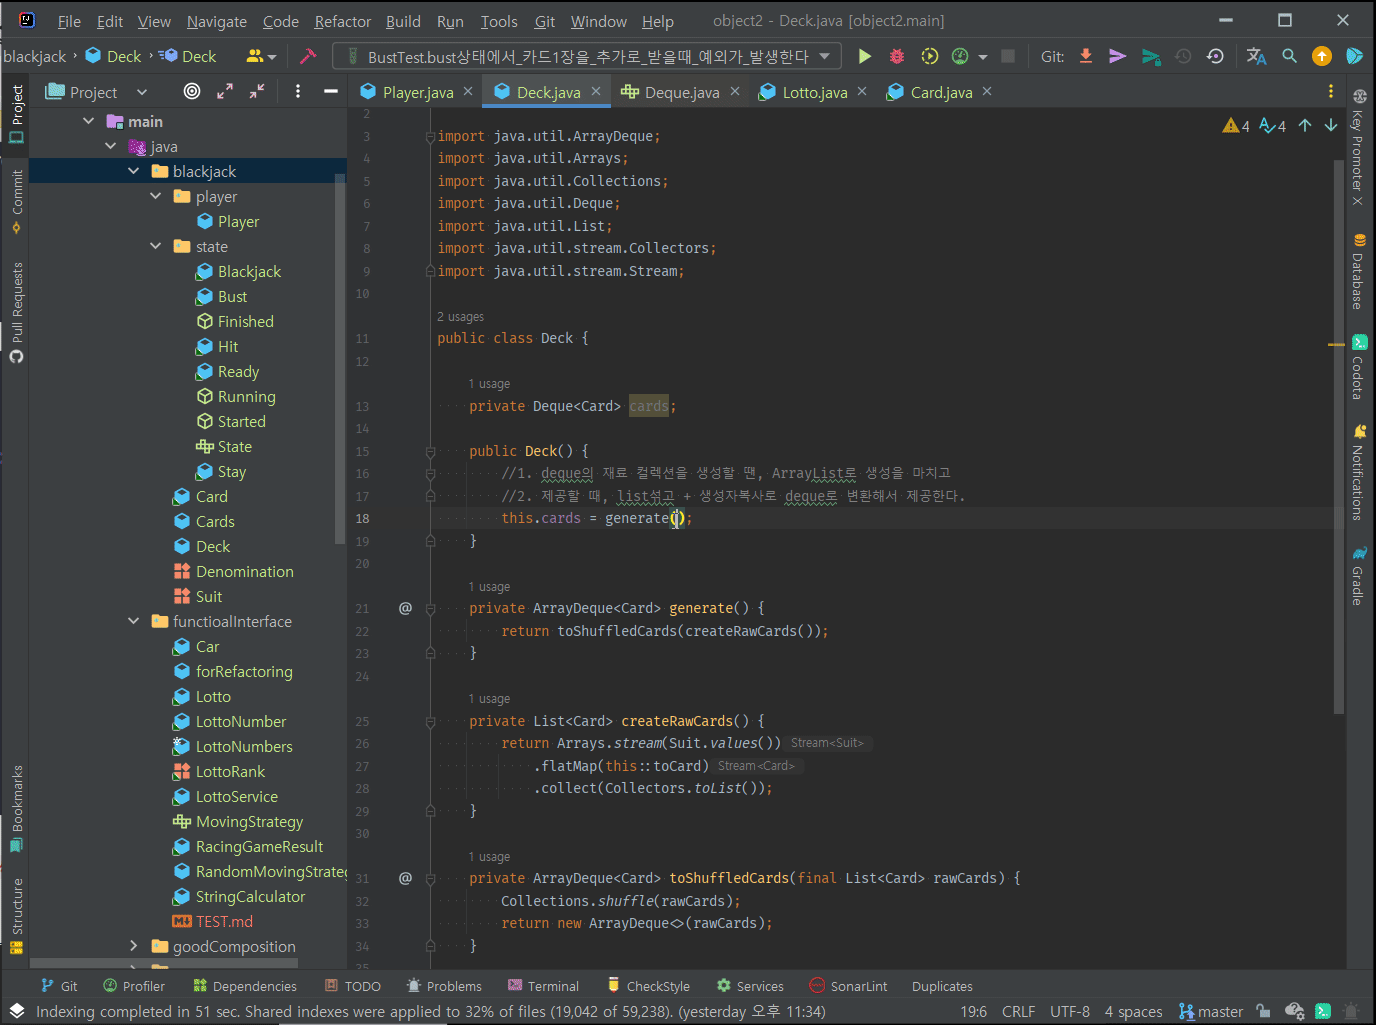 File Edit View Navigate Code Refactor Build Run Tools Git Window Help object2 - Deck.java [object2.main]
blackjack Deck Deck BustTest.bust상태에서_카드1장을_추가로_받을때_예외가_발생한다 Git:
Project Player.java Deck.java Deque.java Lotto.java Card.java
Project
Commit
Pull Requests
Bookmarks
Structure
main
java
blackjack
player
Player
state
Blackjack
Bust
Finished
Hit
Ready
Running
Started
State
Stay
Card
Cards
Deck
Denomination
Suit
functioalInterface
Car
forRefactoring
Lotto
LottoNumber
LottoNumbers
LottoRank
LottoService
MovingStrategy
RacingGameResult
RandomMovingStrate
StringCalculator
TEST.md
goodComposition
4 4
2
3 import java.util.ArrayDeque;
4 import java.util.Arrays;
5 import java.util.Collections;
6 import java.util.Deque;
7 import java.util.List;
8 import java.util.stream.Collectors;
9 import java.util.stream.Stream;
10
2 usages
11 public class Deck {
12
1 usage
13 private Deque<Card> cards;
14
15 public Deck() {
16 //1. deque의 재료 컬렉션을 생성할 땐, ArrayList로 생성을 마치고
17 //2. 제공할 때, list섞고 + 생성자복사로 deque로 변환해서 제공한다.
18 this.cards = generate();
19 }
20
1 usage
21 @ private ArrayDeque<Card> generate() {
22 return toShuffledCards(createRawCards());
23 }
24
1 usage
25 private List<Card> createRawCards() {
26 return Arrays.stream(Suit.values()) Stream<Suit>
27 .flatMap(this::toCard) Stream<Card>
28 .collect(Collectors.toList());
29 }
30
1 usage
31 @ private ArrayDeque<Card> toShuffledCards(final List<Card> rawCards) {
32 Collections.shuffle(rawCards);
33 return new ArrayDeque<>(rawCards);
34 }
35
Key Promoter X
Database
Codota
Notifications
Gradle
Git Profiler Dependencies TODO Problems Terminal CheckStyle Services SonarLint Duplicates
Indexing completed in 51 sec. Shared indexes were applied to 32% of files (19,042 of 59,238). (yesterday 오후 11:34) 19:6 CRLF UTF-8 4 spaces master